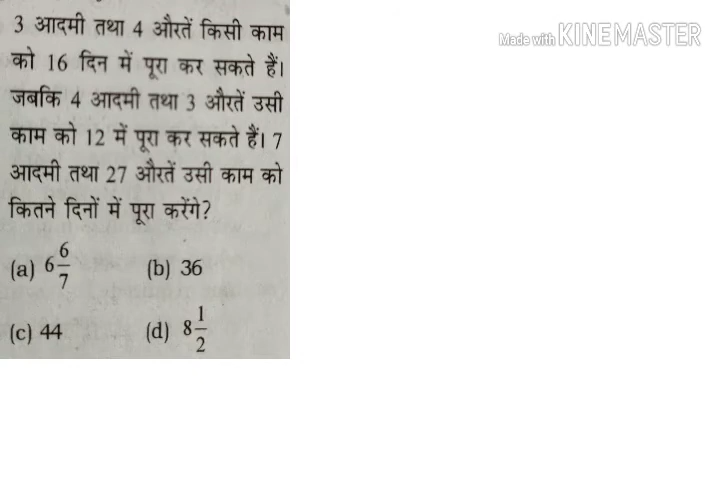 3 आदमी तथा 4 औरतें किसी काम
को 16 दिन में पूरा कर सकते हैं।
जबकि 4 आदमी तथा 3 औरतें उसी
काम को 12 में पूरा कर सकते हैं। 7
आदमी तथा 27 औरतें उसी काम को
कितने दिनों में पूरा करेंगे?
(a) 6 6/7 (b) 36
(c) 44 (d) 8 1/2
Made with KINEMASTER